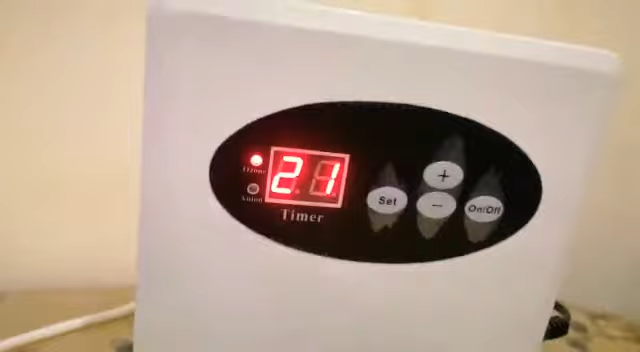 Ozone
21
Anion
Timer
Set
+
-
On/Off